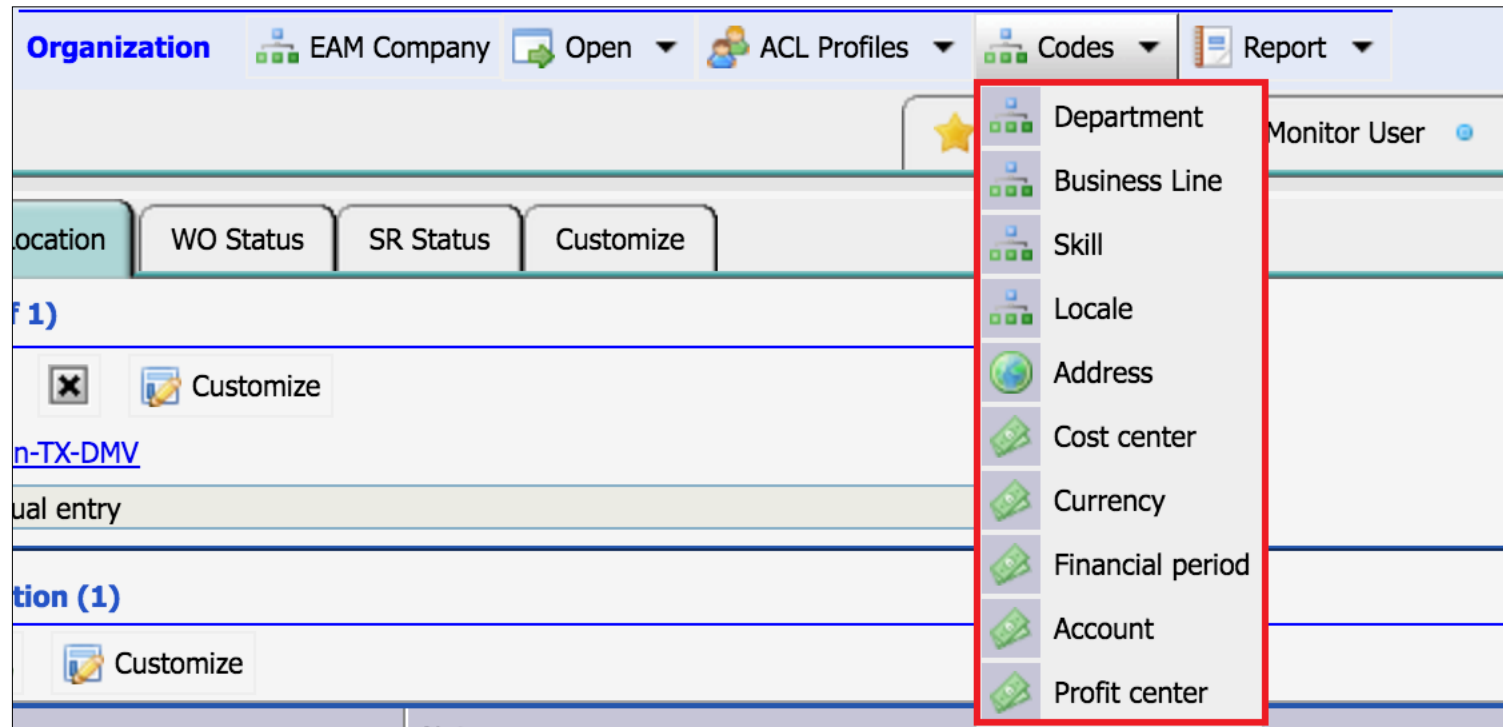 Organization EAM Company Open ACL Profiles Codes Report
Department
Monitor User
Business Line
ocation WO Status SR Status Customize
Skill
Locale
f 1)
Customize
Address
n-TX-DMV
Cost center
ual entry
Currency
Financial period
tion (1)
Account
Customize
Profit center